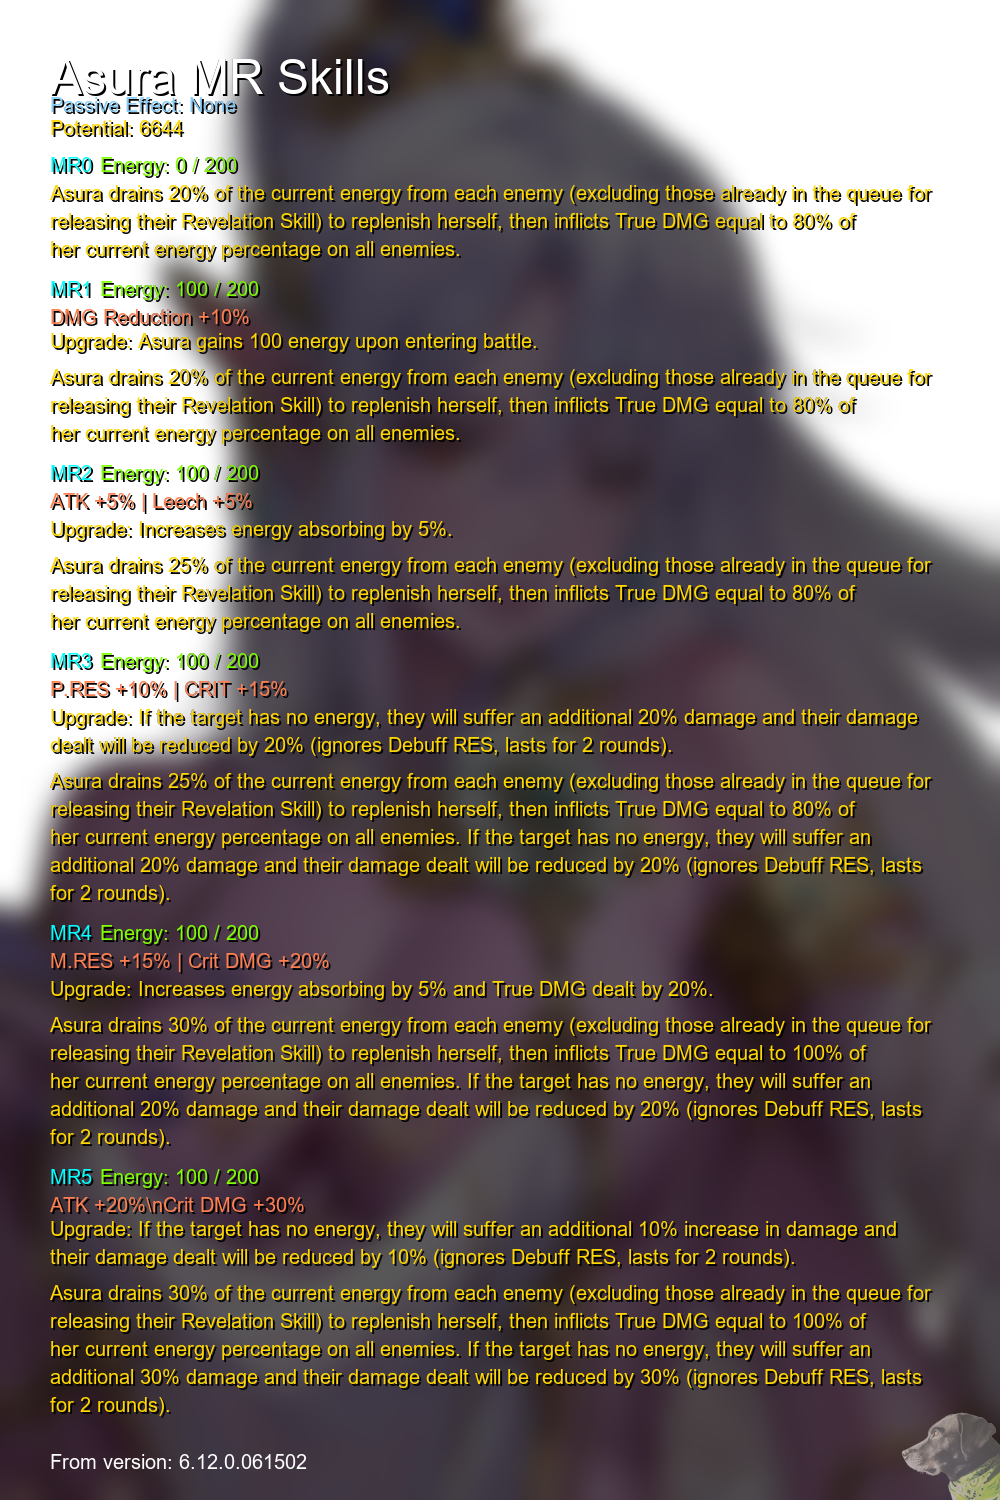 Asura MR Skills
Passive Effect: None
Potential: 6644
MR0 Energy: 0 / 200
Asura drains 20% of the current energy from each enemy (excluding those already in the queue for
releasing their Revelation Skill) to replenish herself, then inflicts True DMG equal to 80% of
her current energy percentage on all enemies.
MR1 Energy: 100 / 200
DMG Reduction +10%
Upgrade: Asura gains 100 energy upon entering battle.
Asura drains 20% of the current energy from each enemy (excluding those already in the queue for
releasing their Revelation Skill) to replenish herself, then inflicts True DMG equal to 80% of
her current energy percentage on all enemies.
MR2 Energy: 100 / 200
ATK +5% | Leech +5%
Upgrade: Increases energy absorbing by 5%.
Asura drains 25% of the current energy from each enemy (excluding those already in the queue for
releasing their Revelation Skill) to replenish herself, then inflicts True DMG equal to 80% of
her current energy percentage on all enemies.
MR3 Energy: 100 / 200
P.RES +10% | CRIT +15%
Upgrade: If the target has no energy, they will suffer an additional 20% damage and their damage
dealt will be reduced by 20% (ignores Debuff RES, lasts for 2 rounds).
Asura drains 25% of the current energy from each enemy (excluding those already in the queue for
releasing their Revelation Skill) to replenish herself, then inflicts True DMG equal to 80% of
her current energy percentage on all enemies. If the target has no energy, they will suffer an
additional 20% damage and their damage dealt will be reduced by 20% (ignores Debuff RES, lasts
for 2 rounds).
MR4 Energy: 100 / 200
M.RES +15% | Crit DMG +20%
Upgrade: Increases energy absorbing by 5% and True DMG dealt by 20%.
Asura drains 30% of the current energy from each enemy (excluding those already in the queue for
releasing their Revelation Skill) to replenish herself, then inflicts True DMG equal to 100% of
her current energy percentage on all enemies. If the target has no energy, they will suffer an
additional 20% damage and their damage dealt will be reduced by 20% (ignores Debuff RES, lasts
for 2 rounds).
MR5 Energy: 100 / 200
ATK +20%\nCrit DMG +30%
Upgrade: If the target has no energy, they will suffer an additional 10% increase in damage and
their damage dealt will be reduced by 10% (ignores Debuff RES, lasts for 2 rounds).
Asura drains 30% of the current energy from each enemy (excluding those already in the queue for
releasing their Revelation Skill) to replenish herself, then inflicts True DMG equal to 100% of
her current energy percentage on all enemies. If the target has no energy, they will suffer an
additional 30% damage and their damage dealt will be reduced by 30% (ignores Debuff RES, lasts
for 2 rounds).
From version: 6.12.0.061502